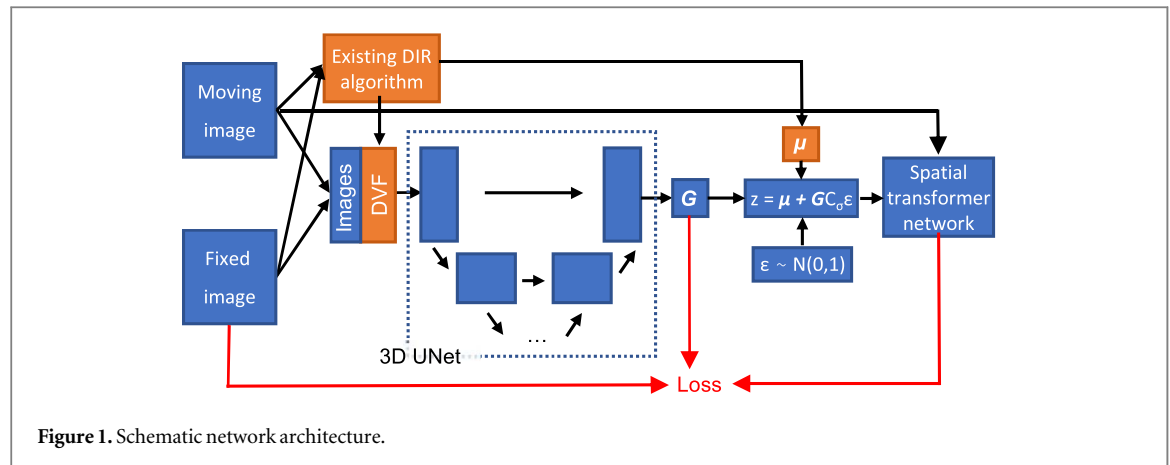 Existing DIR
algorithm
Moving
image
μ
Images
DVF
G
z = μ + GCσε
Spatial
transformer
network
ε ~ N(0,1)
Fixed
image
...
3D UNet
Loss
Figure 1. Schematic network architecture.